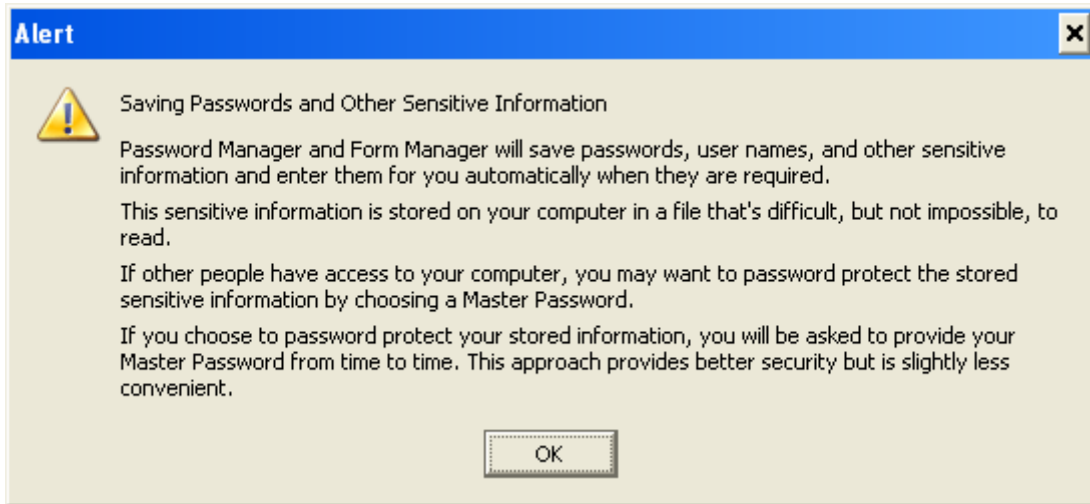 Alert
Saving Passwords and Other Sensitive Information
Password Manager and Form Manager will save passwords, user names, and other sensitive
information and enter them for you automatically when they are required.
This sensitive information is stored on your computer in a file that's difficult, but not impossible, to
read.
If other people have access to your computer, you may want to password protect the stored
sensitive information by choosing a Master Password.
If you choose to password protect your stored information, you will be asked to provide your
Master Password from time to time. This approach provides better security but is slightly less
convenient.
OK